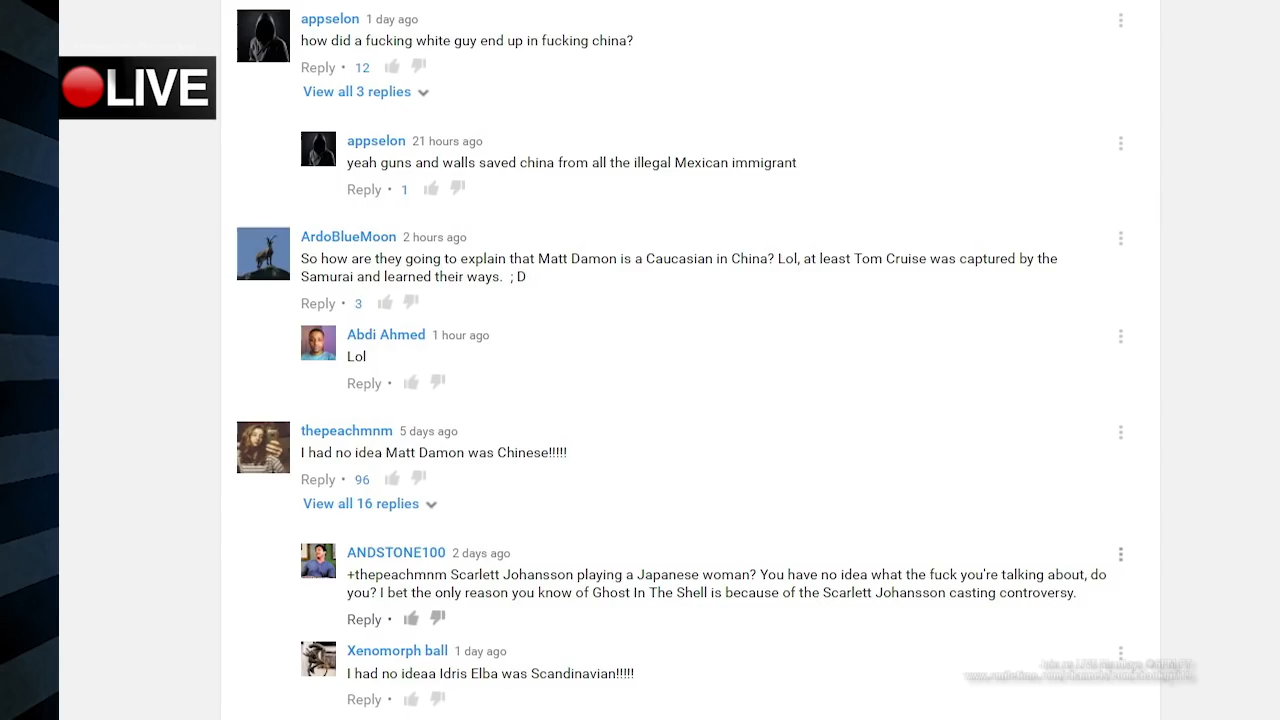 appselon 1 day ago
how did a fucking white guy end up in fucking china?
Reply • 12
View all 3 replies
LIVE
appselon 21 hours ago
yeah guns and walls saved china from all the illegal Mexican immigrant
Reply • 1
ArdoBlueMoon 2 hours ago
So how are they going to explain that Matt Damon is a Caucasian in China? Lol, at least Tom Cruise was captured by the
Samurai and learned their ways.  ; D
Reply • 3
Abdi Ahmed 1 hour ago
Lol
Reply •
thepeachmnm 5 days ago
I had no idea Matt Damon was Chinese!!!!!
Reply • 96
View all 16 replies
ANDSTONE100 2 days ago
+thepeachmnm Scarlett Johansson playing a Japanese woman? You have no idea what the fuck you're talking about, do
you? I bet the only reason you know of Ghost In The Shell is because of the Scarlett Johansson casting controversy.
Reply •
Xenomorph ball 1 day ago
I had no ideaa Idris Elba was Scandinavian!!!!!
Reply •